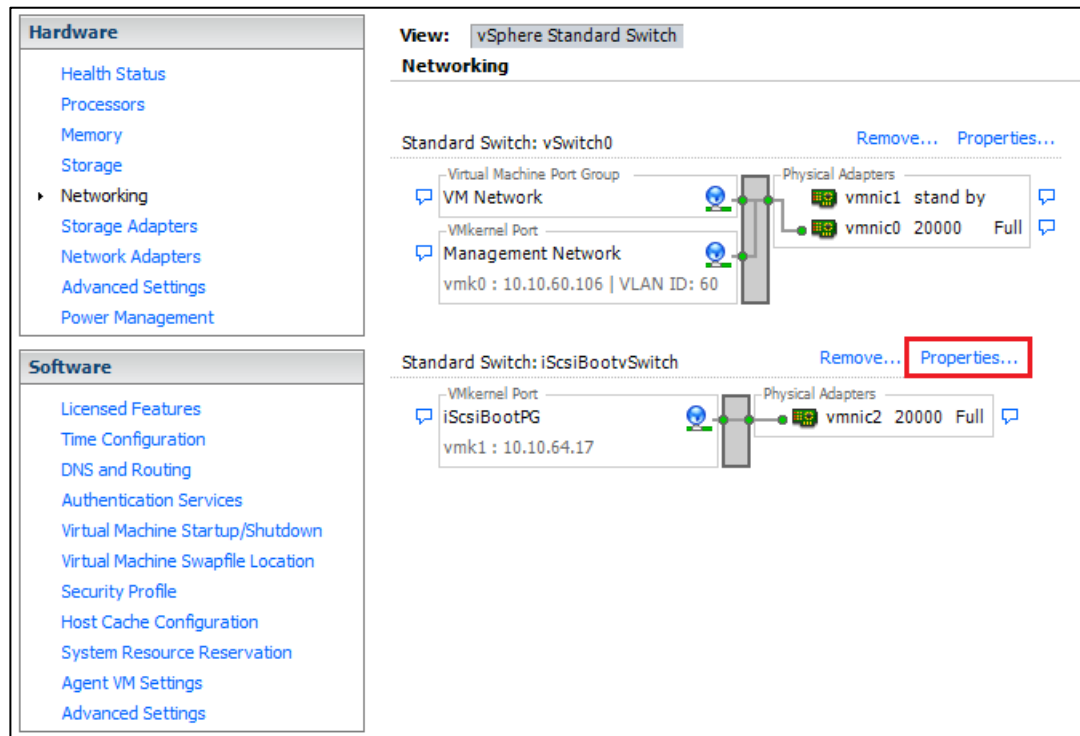 Hardware
Health Status
Processors
Memory
Storage
Networking
Storage Adapters
Network Adapters
Advanced Settings
Power Management
Software
Licensed Features
Time Configuration
DNS and Routing
Authentication Services
Virtual Machine Startup/Shutdown
Virtual Machine Swapfile Location
Security Profile
Host Cache Configuration
System Resource Reservation
Agent VM Settings
Advanced Settings
View: vSphere Standard Switch
Networking
Standard Switch: vSwitch0 Remove... Properties...
Virtual Machine Port Group
VM Network
VMkernel Port
Management Network
vmk0 : 10.10.60.106 | VLAN ID: 60
Physical Adapters
vmnic1 stand by
vmnic0 20000 Full
Standard Switch: iScsiBootvSwitch Remove... Properties...
VMkernel Port
iScsiBootPG
vmk1 : 10.10.64.17
Physical Adapters
vmnic2 20000 Full